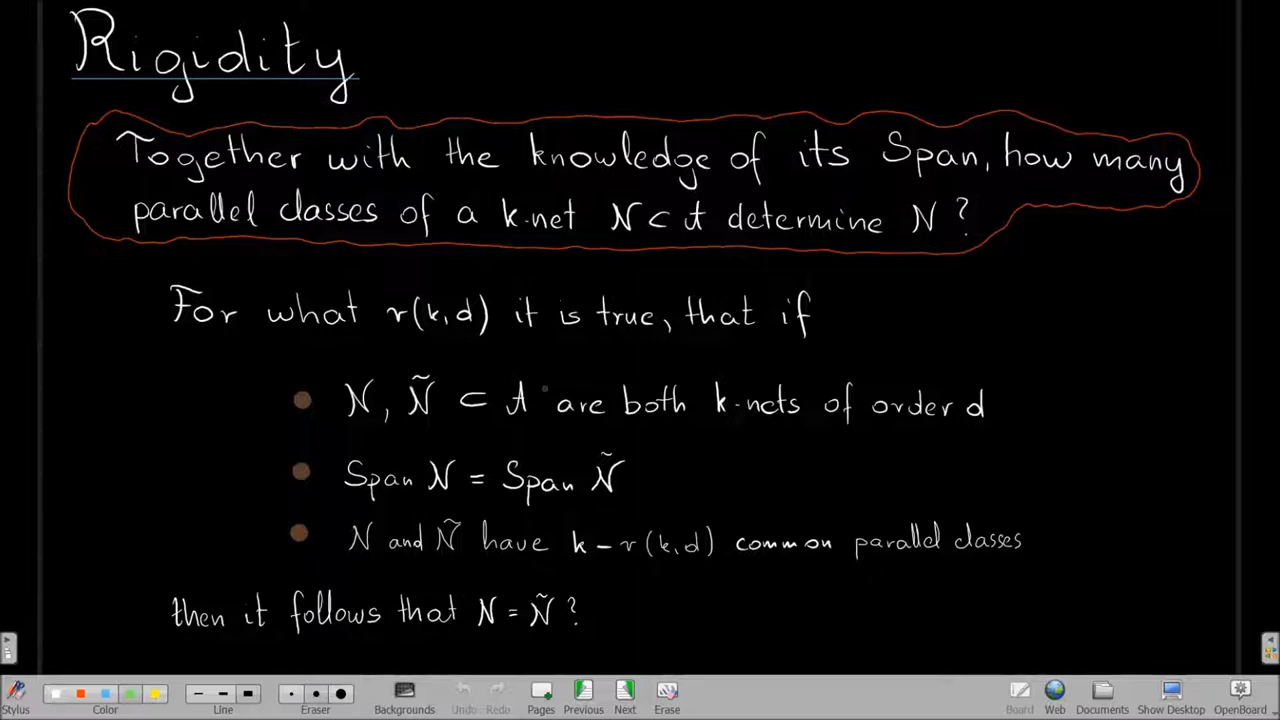 Rigidity
Together with the knowledge of its Span, how many
parallel classes of a k-net N ⊂ A determine N ?
For what r(k,d) it is true, that if
N, Ñ ⊂ A are both k-nets of order d
Span N = Span Ñ
N and Ñ have k - r(k,d) common parallel classes
then it follows that N = Ñ ?
Stylus Color Line Eraser Backgrounds Undo Redo Pages Previous Next Erase Board Web Documents Show Desktop OpenBoard